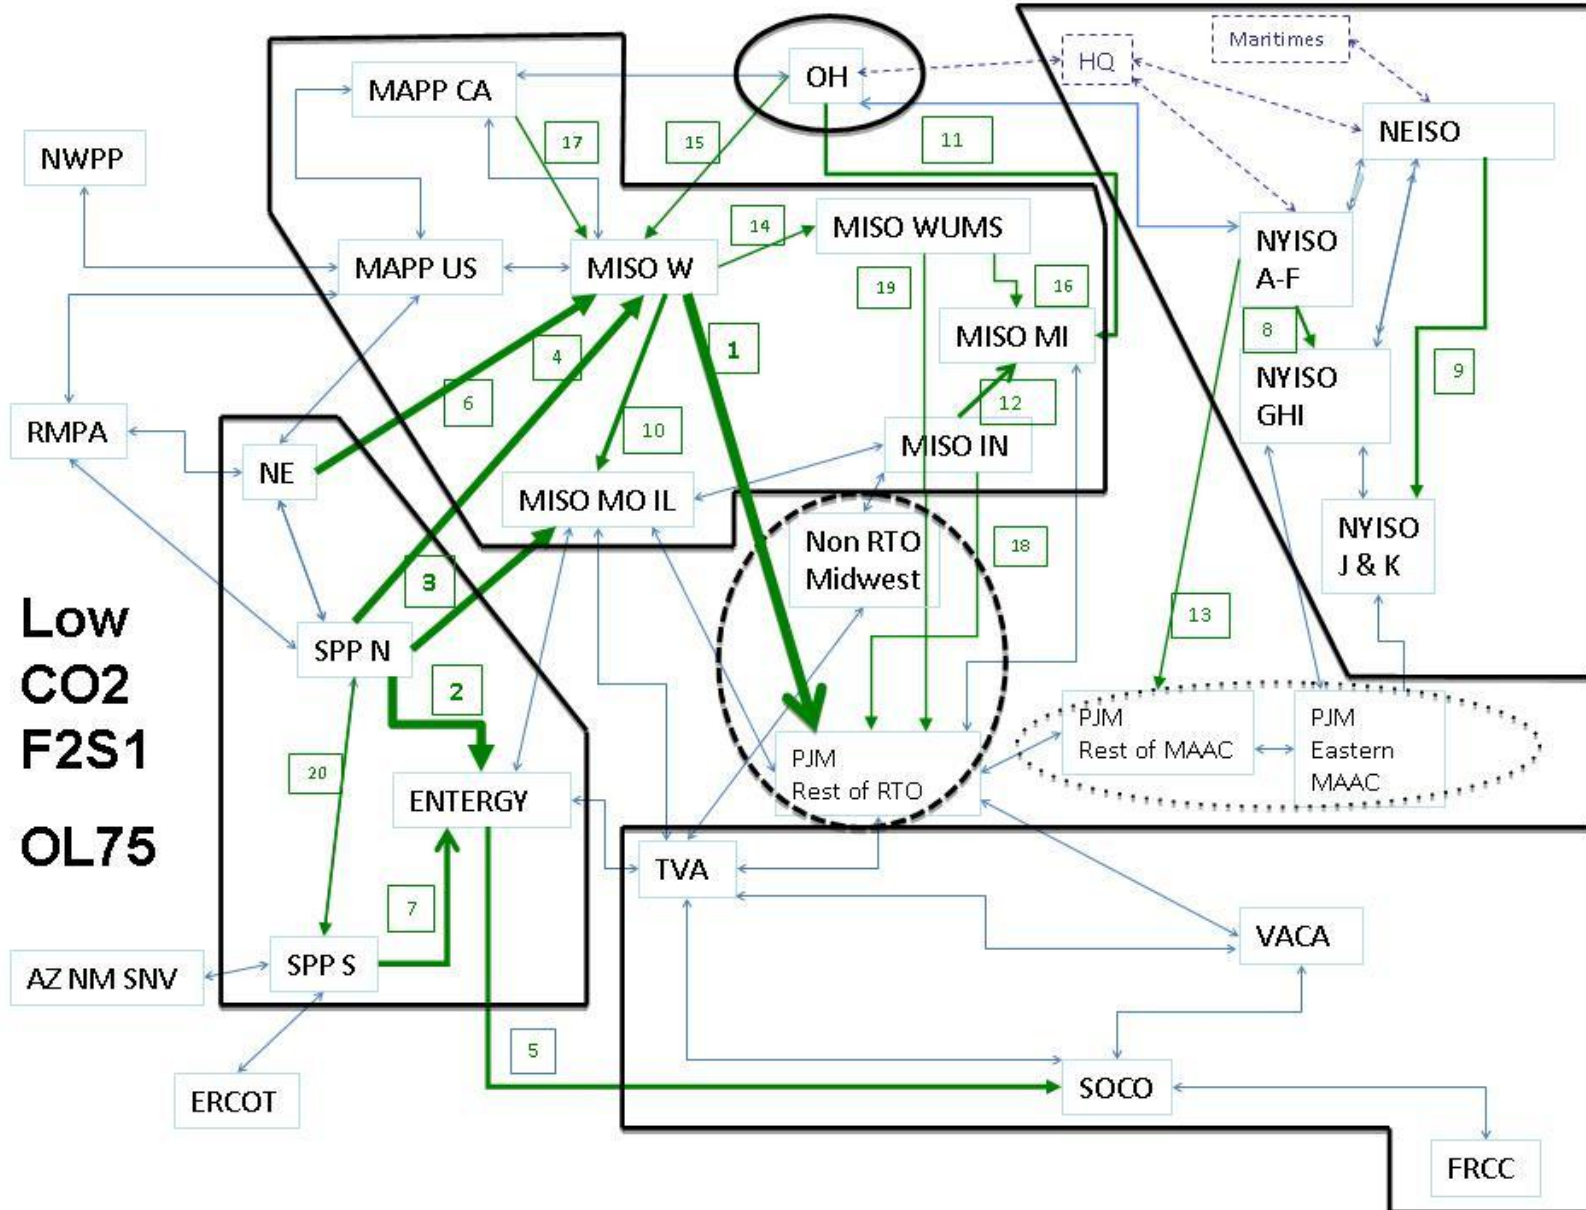 Maritimes
HQ
OH
MAPP CA
NEISO
11
17
15
NWPP
14
MISO WUMS
NYISO
A-F
MAPP US
MISO W
19
16
8
MISO MI
1
4
NYISO
GHI
9
6
12
RMPA
10
MISO IN
NE
MISO MO IL
NYISO
J & K
Non RTO
Midwest
18
3
13
Low
CO2
F2S1
OL75
SPP N
2
PJM
Rest of MAAC
PJM
Eastern
MAAC
20
PJM
Rest of RTO
ENTERGY
TVA
7
VACA
SPP S
AZ NM SNV
5
SOCO
ERCOT
FRCC